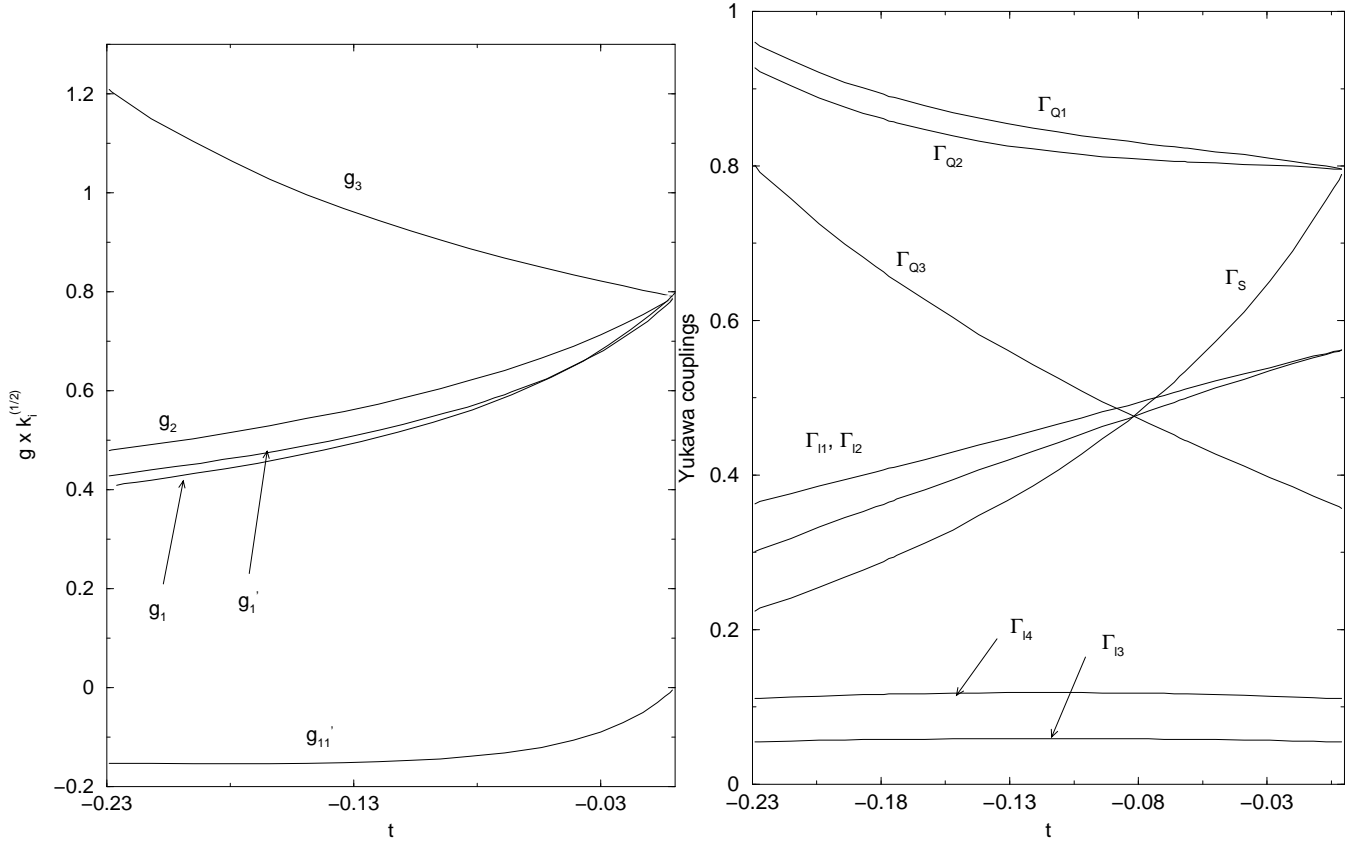 1.2
1
0.8
0.6
0.4
0.2
0
−0.2
g x k_i^(1/2)
g_3
g_2
g_1
g_1'
g_11'
−0.23
−0.13
−0.03
t
1
0.8
0.6
0.4
0.2
0
Yukawa couplings
Γ_Q1
Γ_Q2
Γ_Q3
Γ_S
Γ_l1, Γ_l2
Γ_l4
Γ_l3
−0.23
−0.18
−0.13
−0.08
−0.03
t